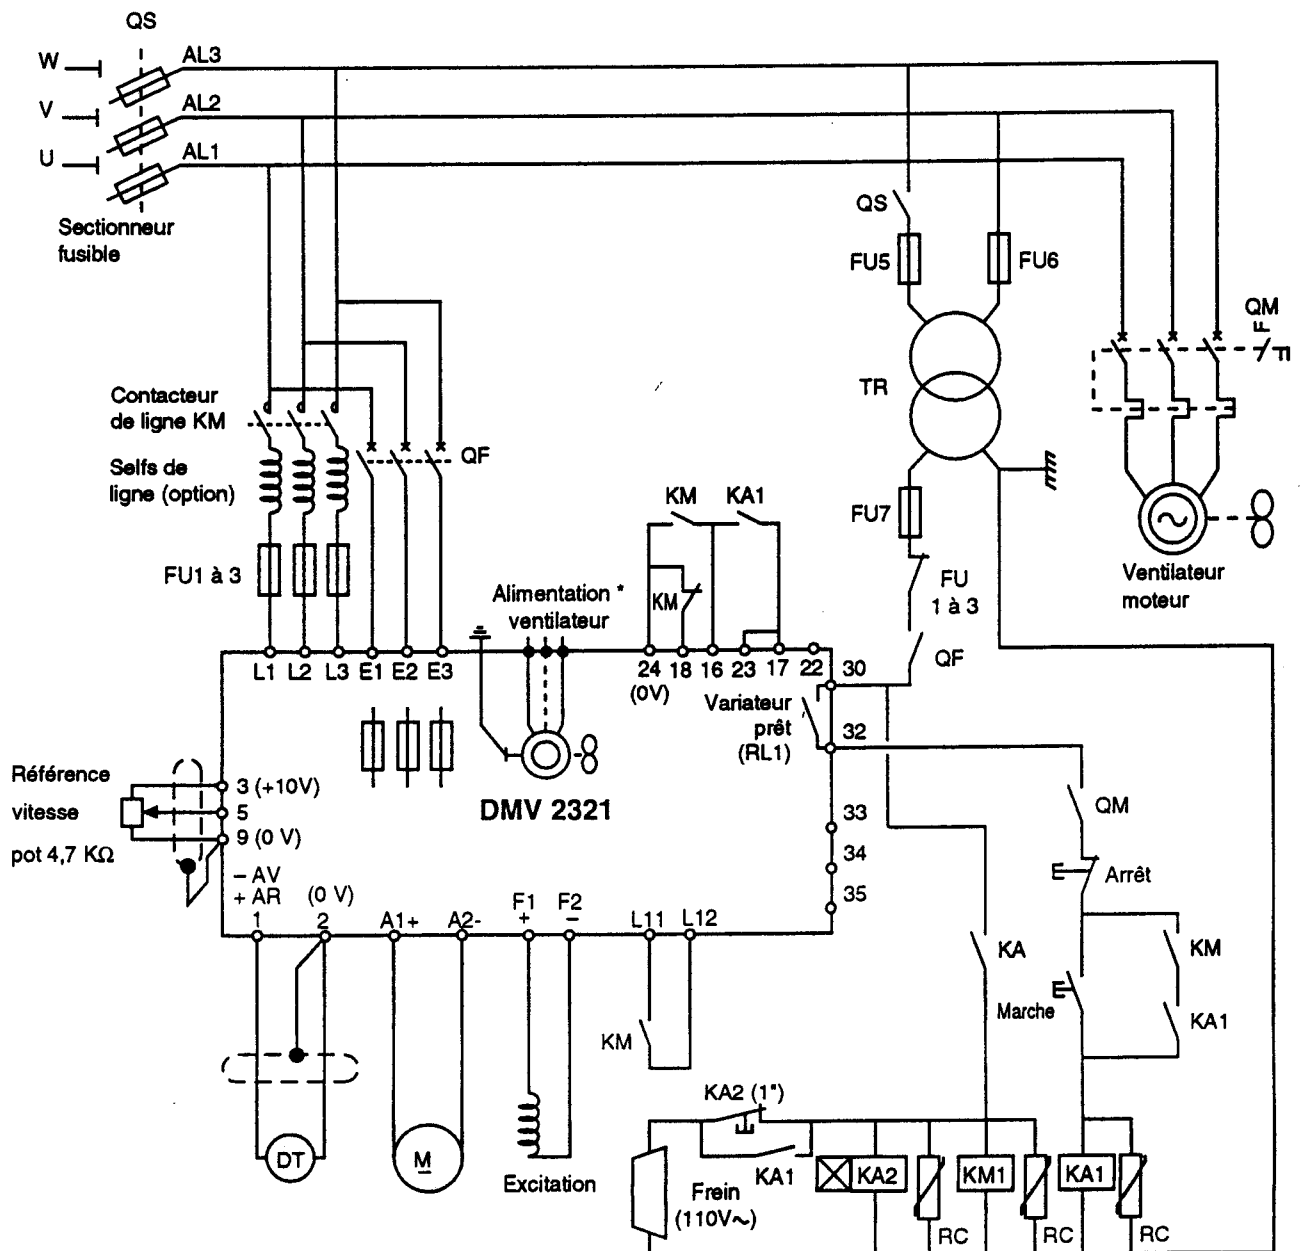 QS
W
AL3
V
AL2
U
AL1
Sectionneur
fusible
QS
FU5
FU6
QM
TR
Contacteur
de ligne KM
Selfs de
ligne (option)
QF
FU1 à 3
KM
KA1
FU7
FU
1 à 3
QF
Ventilateur
moteur
Alimentation *
ventilateur
KM
L1 L2 L3 E1 E2 E3
24 18 16 23 17 22
(0V)
30
Variateur
prêt
(RL1)
32
Référence
vitesse
pot 4,7 KΩ
3 (+10V)
5
9 (0 V)
DMV 2321
33
34
35
QM
Arrêt
– AV
+ AR
(0 V)
1
2
A1+
A2-
F1
+
F2
–
L11
L12
KA
KM
Marche
KA1
KM
KA2 (1")
KA1
DT
M
Excitation
Frein
(110V~)
KA2
RC
KM1
RC
KA1
RC